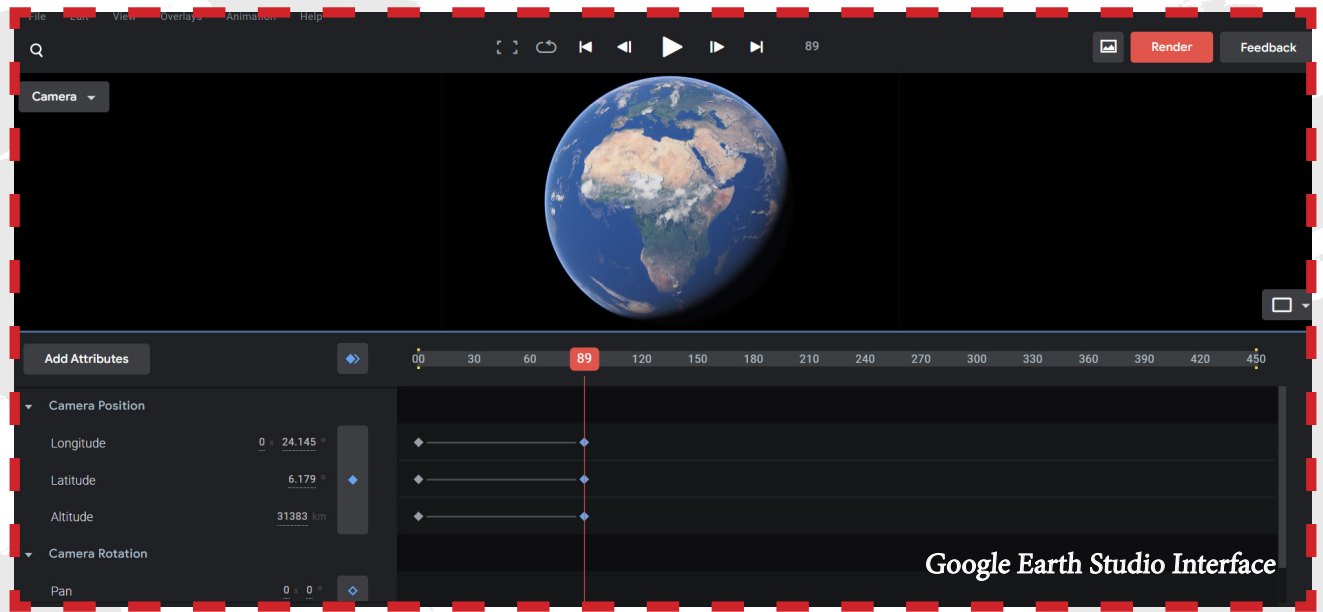 File Edit View Overlays Animation Help
89
Render Feedback
Camera
Add Attributes
00 30 60 89 120 150 180 210 240 270 300 330 360 390 420 450
Camera Position
Longitude 0 x 24.145 °
Latitude 6.179 °
Altitude 31383 km
Camera Rotation
Pan 0 x 0 °
Google Earth Studio Interface